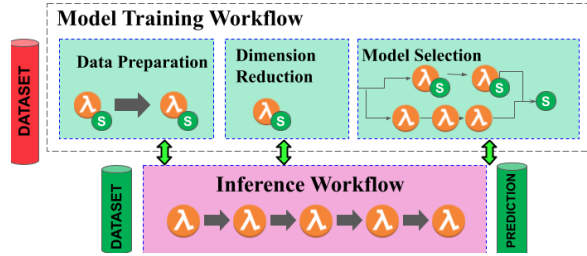 Model Training Workflow
DATASET
Data Preparation
λ
S
λ
S
Dimension
Reduction
λ
S
Model Selection
λ
S
λ
S
λ
λ
λ
S
DATASET
Inference Workflow
λ
λ
λ
λ
λ
PREDICTION